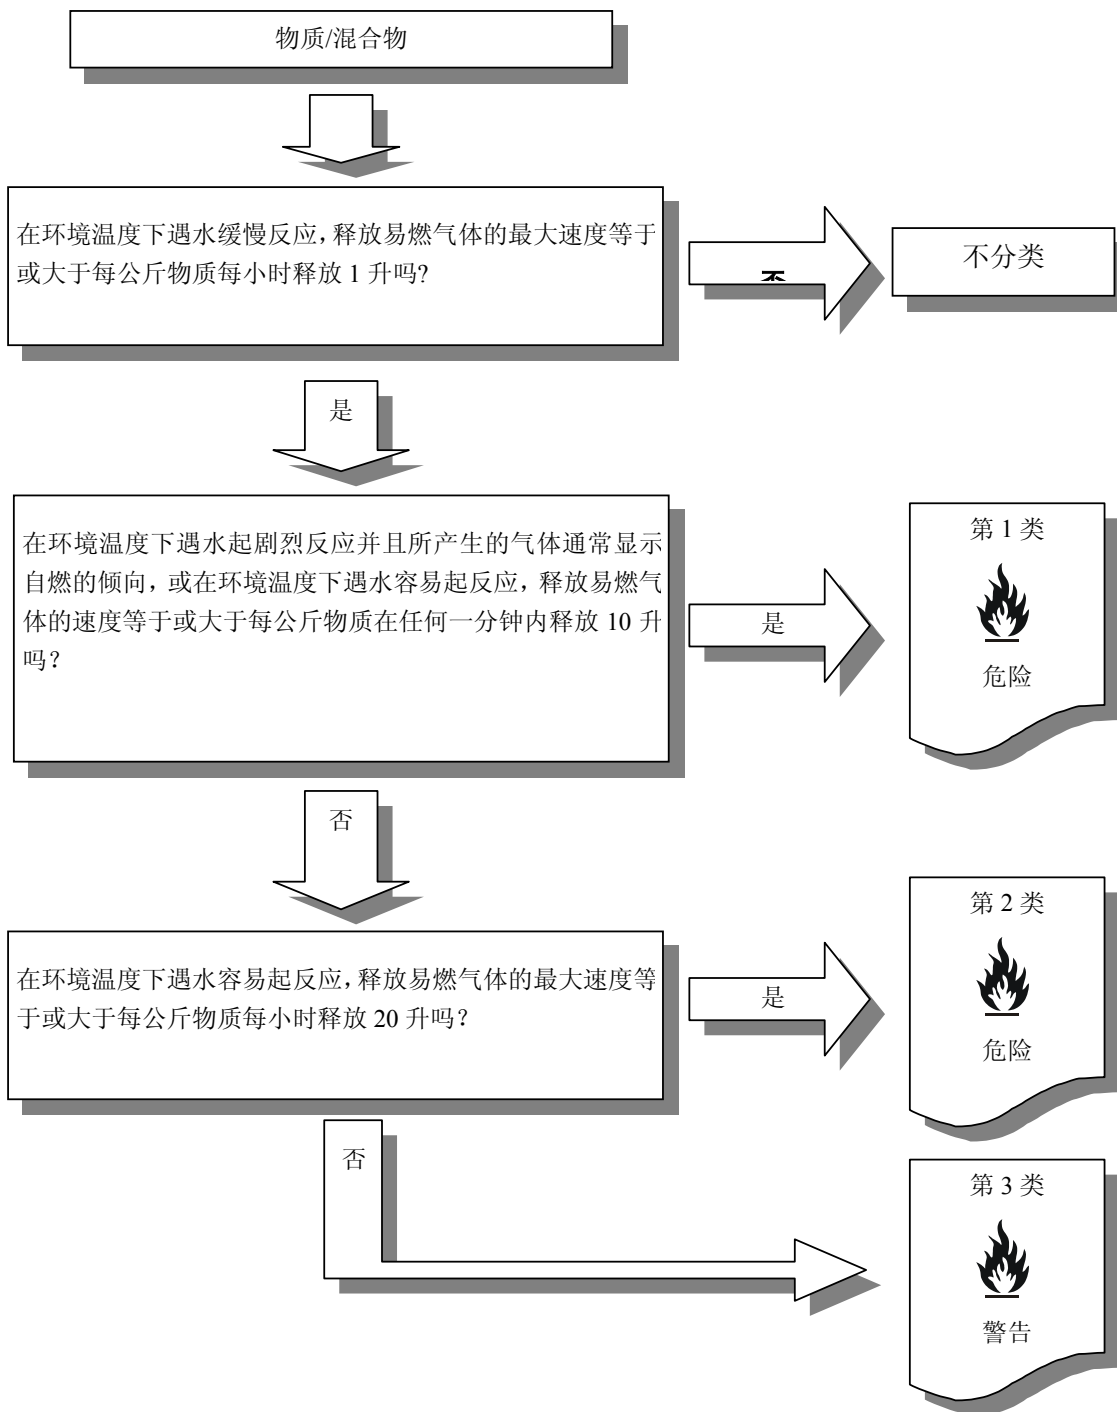 物质/混合物
在环境温度下遇水缓慢反应,释放易燃气体的最大速度等于
或大于每公斤物质每小时释放 1 升吗?
不分类
是
在环境温度下遇水起剧烈反应并且所产生的气体通常显示
自燃的倾向，或在环境温度下遇水容易起反应，释放易燃气
体的速度等于或大于每公斤物质在任何一分钟内释放 10 升
吗？
是
第 1 类
危险
否
在环境温度下遇水容易起反应,释放易燃气体的最大速度等
于或大于每公斤物质每小时释放 20 升吗？
是
第 2 类
危险
否
第 3 类
警告